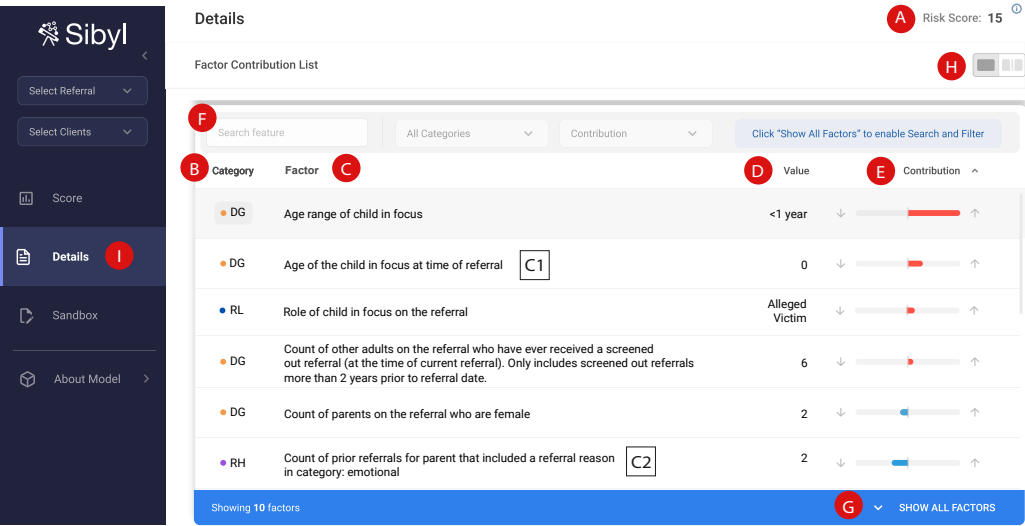 Sibyl
Details
A
Risk Score: 15
Factor Contribution List
H
Select Referral
Select Clients
Score
Details
I
Sandbox
About Model
F
Search feature
All Categories
Contribution
Click "Show All Factors" to enable Search and Filter
B
Category
Factor
C
D
Value
E
Contribution
DG
Age range of child in focus
<1 year
DG
Age of the child in focus at time of referral
C1
0
RL
Role of child in focus on the referral
Alleged
Victim
DG
Count of other adults on the referral who have ever received a screened
out referral (at the time of current referral). Only includes screened out referrals
more than 2 years prior to referral date.
6
DG
Count of parents on the referral who are female
2
RH
Count of prior referrals for parent that included a referral reason
in category: emotional
C2
2
Showing 10 factors
G
SHOW ALL FACTORS